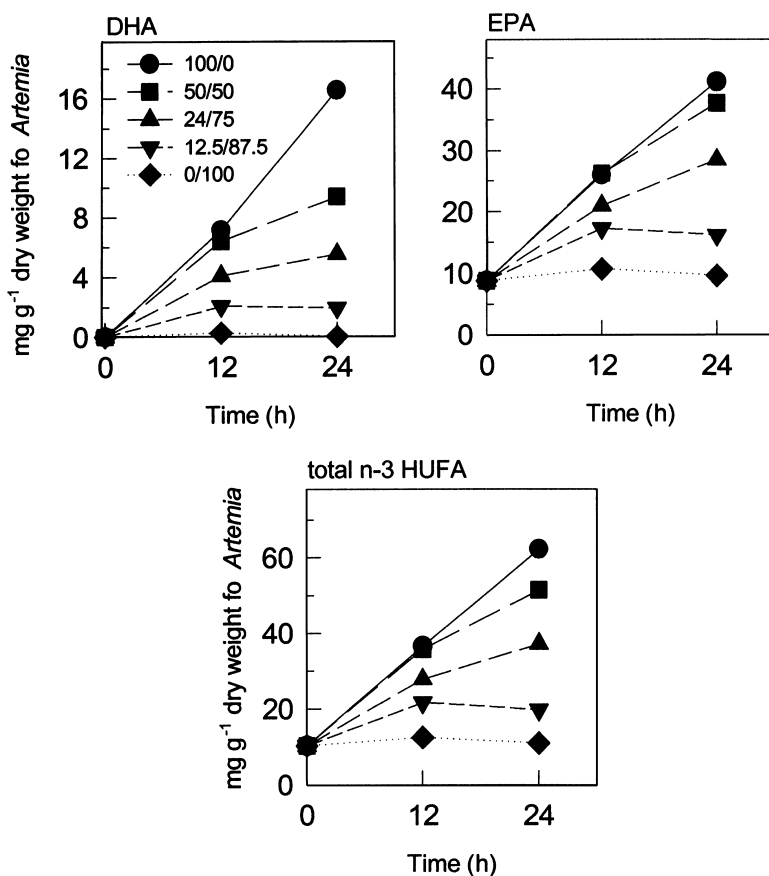 DHA
mg g⁻¹ dry weight fo Artemia
16
12
8
4
0
100/0
50/50
24/75
12.5/87.5
0/100
0 12 24
Time (h)
EPA
40
30
20
10
0
0 12 24
Time (h)
total n-3 HUFA
mg g⁻¹ dry weight fo Artemia
60
40
20
0
0 12 24
Time (h)